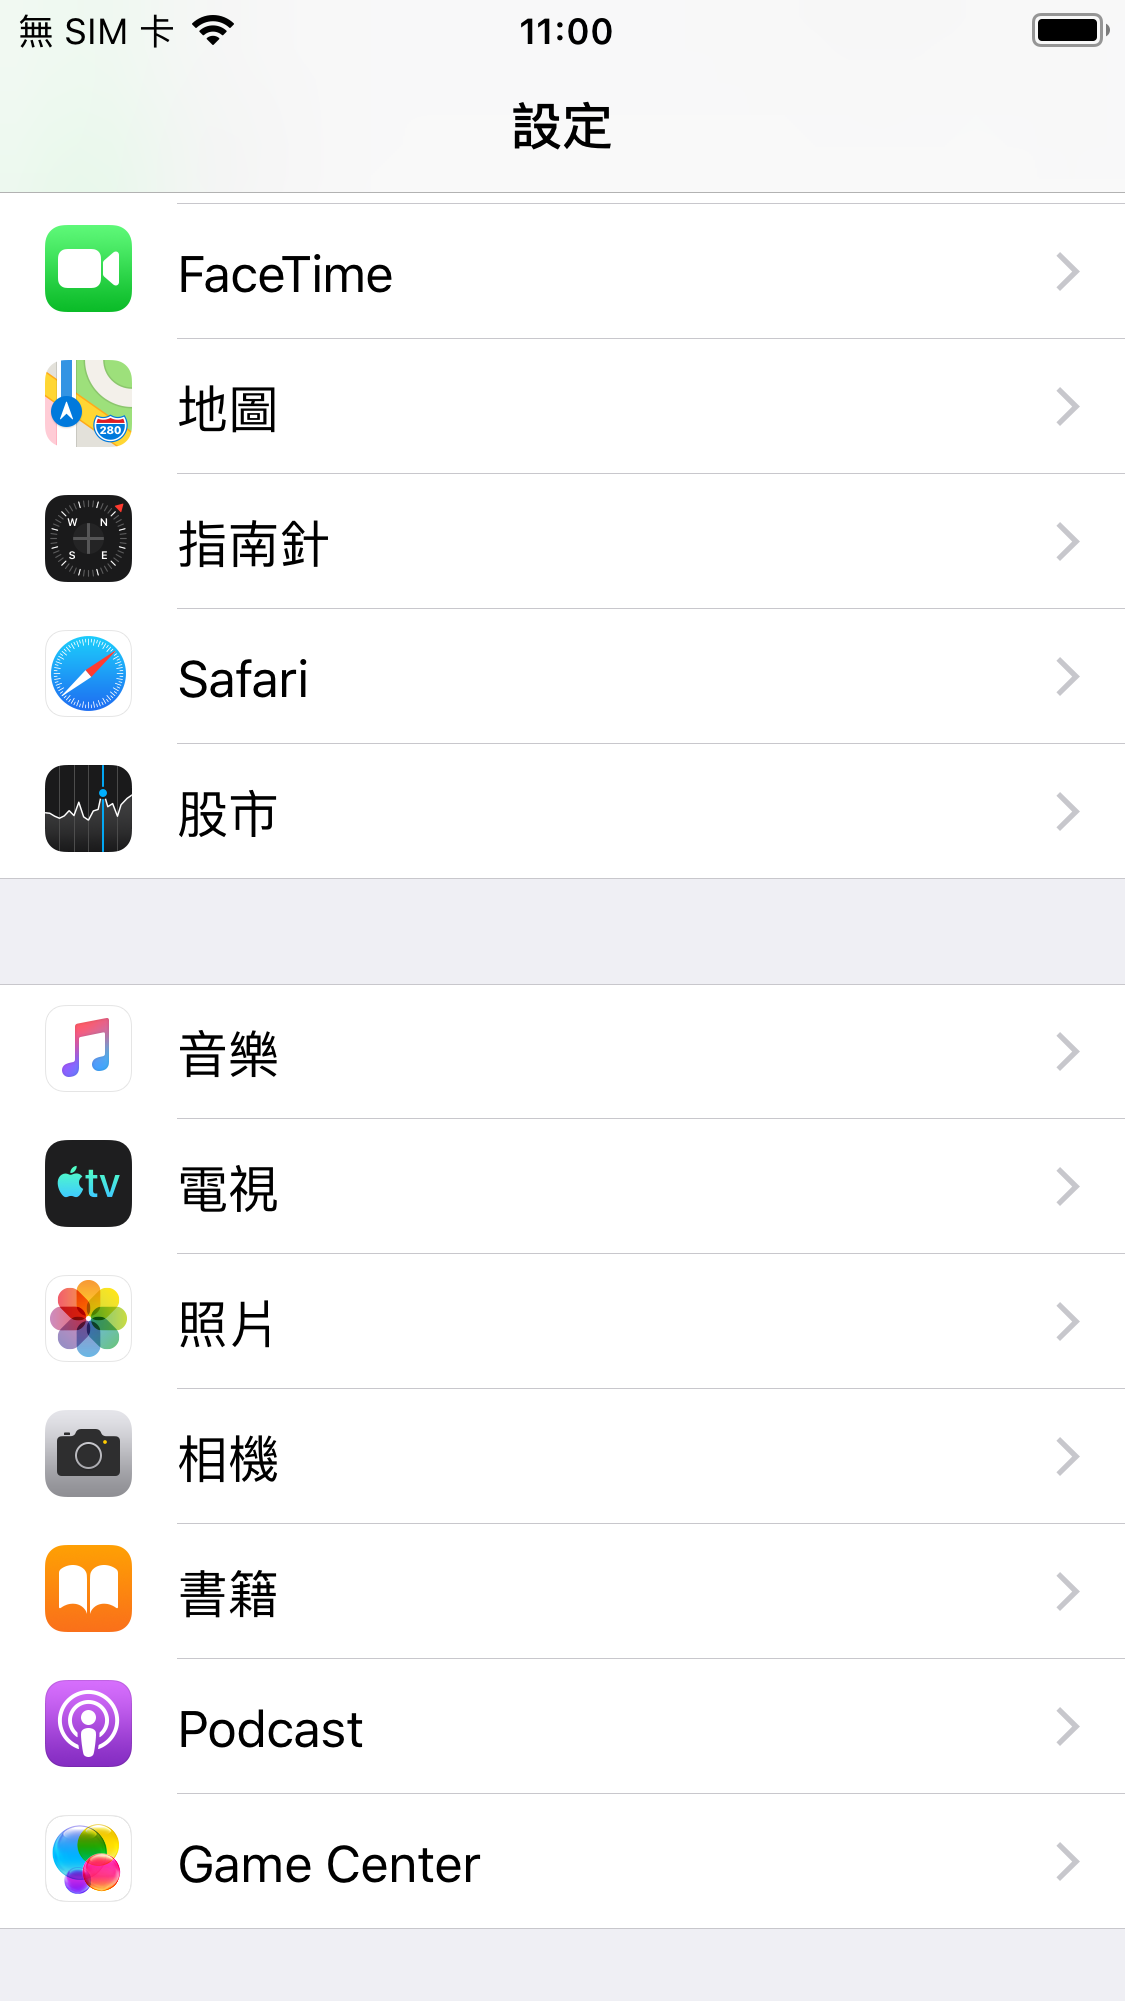 無 SIM 卡
11:00
設定
FaceTime
280
地圖
W N
S E
指南針
Safari
股市
音樂
tv
電視
照片
相機
書籍
Podcast
Game Center